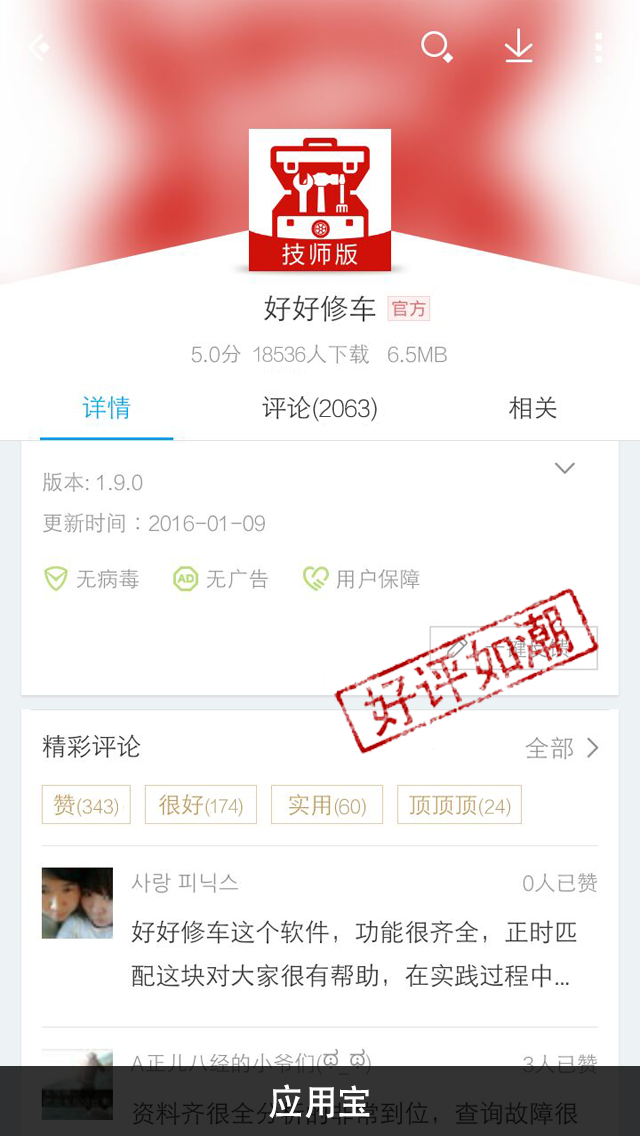 技师版
好好修车 官方
5.0分 18536人下载 6.5MB
详情 评论(2063) 相关
版本: 1.9.0
更新时间：2016-01-09
AD
无病毒 无广告 用户保障
好评如潮
精彩评论 全部
赞(343) 很好(174) 实用(60) 顶顶顶(24)
사랑 피닉스 0人已赞
好好修车这个软件，功能很齐全，正时匹
配这块对大家很有帮助，在实践过程中...
A正儿八经的小爷们(ಠ_ಠ) 3人已赞
资料齐很全分析的非常到位，查询故障很
应用宝